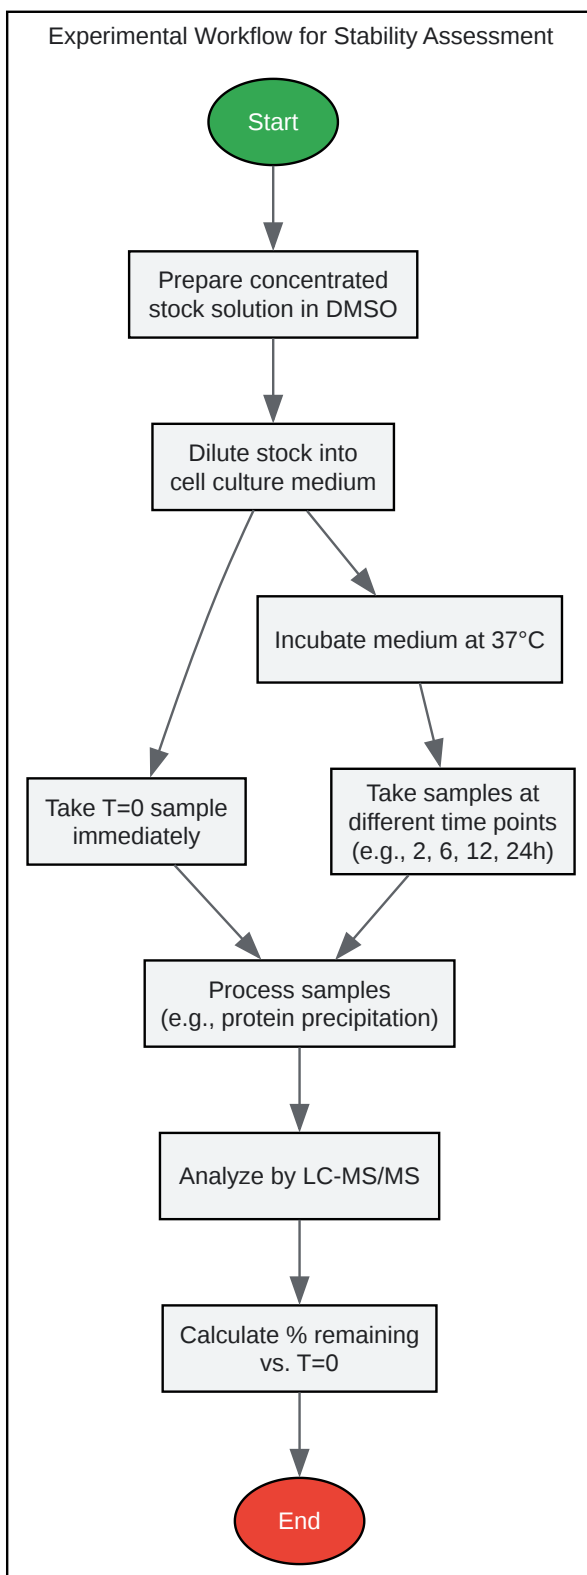 Experimental Workflow for Stability Assessment
Start
Prepare concentrated
stock solution in DMSO
Dilute stock into
cell culture medium
Incubate medium at 37°C
Take T=0 sample
immediately
Take samples at
different time points
(e.g., 2, 6, 12, 24h)
Process samples
(e.g., protein precipitation)
Analyze by LC-MS/MS
Calculate % remaining
vs. T=0
End